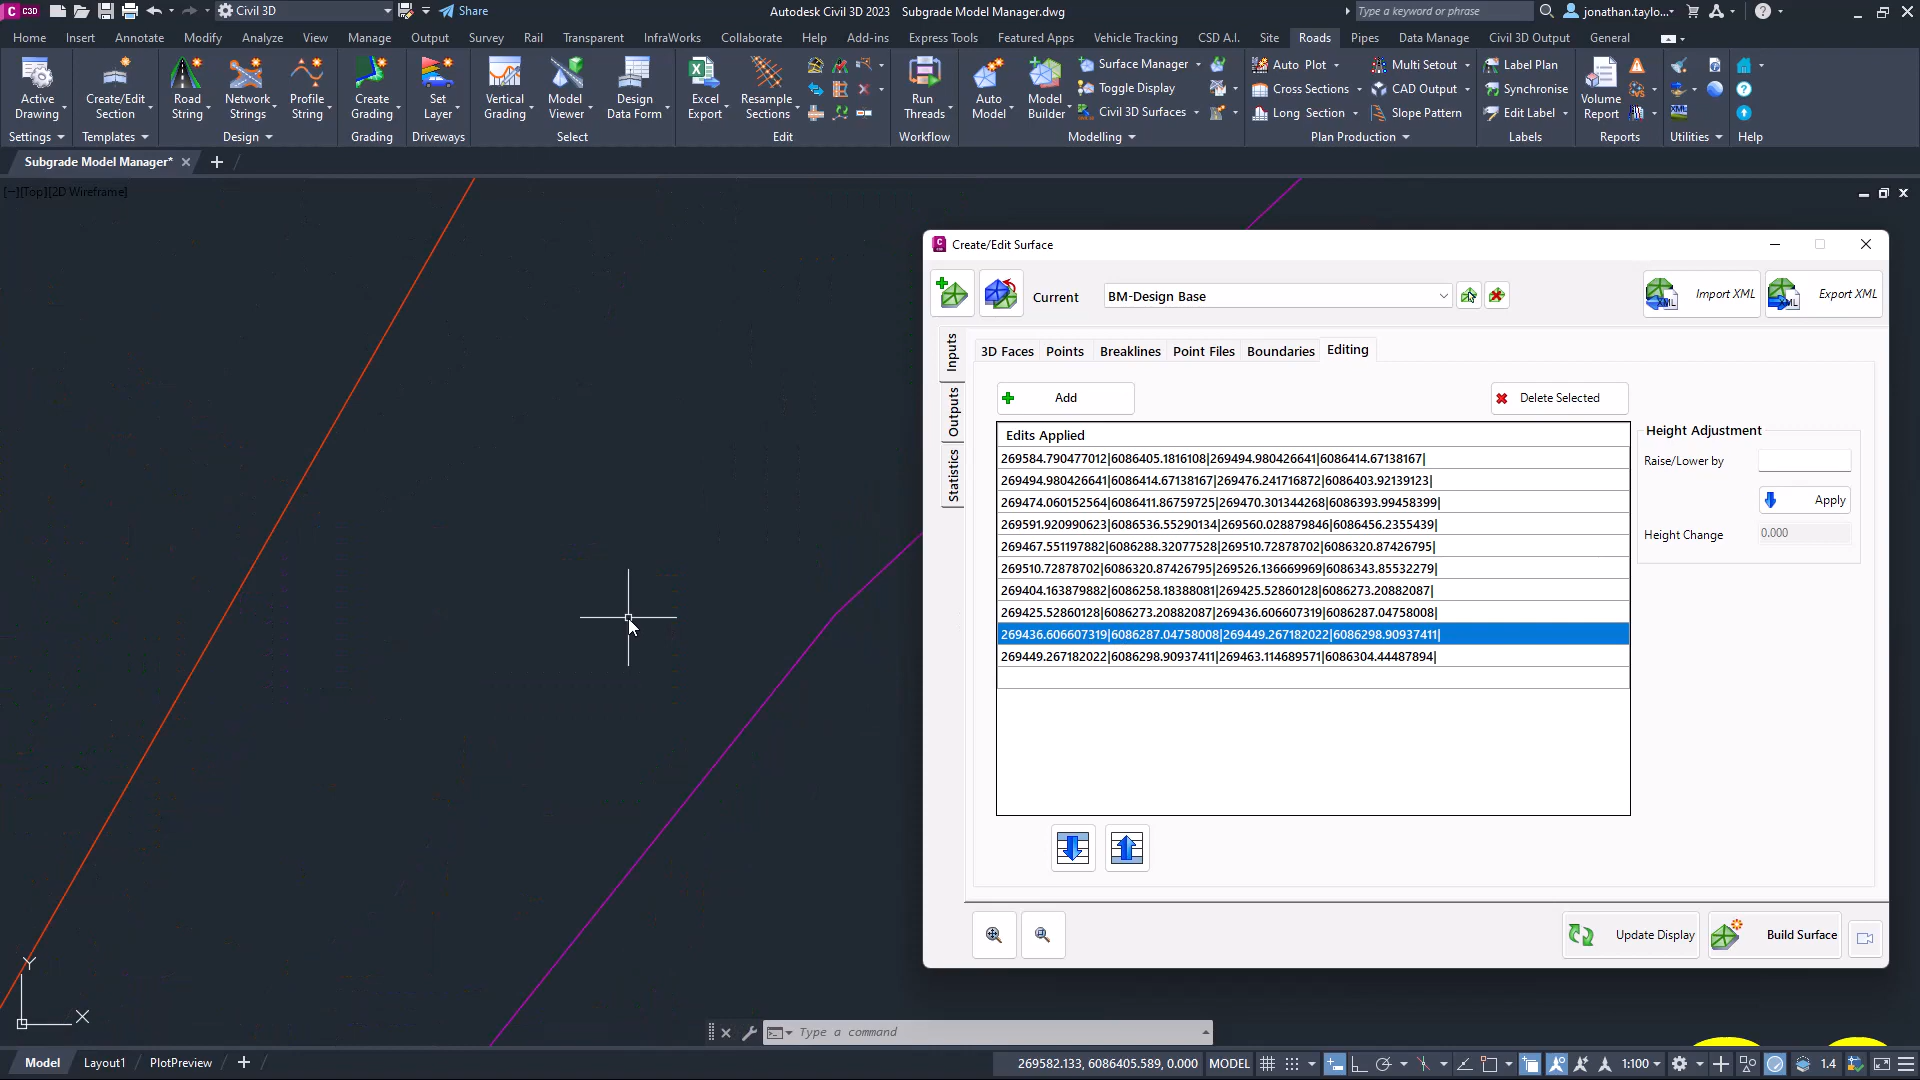 C3D
Civil 3D
Share
Autodesk Civil 3D 2023 Subgrade Model Manager.dwg
Type a keyword or phrase
jonathan.taylo...
Home Insert Annotate Modify Analyze View Manage Output Survey Rail Transparent InfraWorks Collaborate Help Add-ins Express Tools Featured Apps Vehicle Tracking CSD A.I. Site Roads Pipes Data Manage Civil 3D Output General
Active Drawing
Create/Edit Section
Road String
Network Strings
Profile String
Create Grading
Set Layer
Vertical Grading
Model Viewer
Design Data Form
Excel Export
Resample Sections
Run Threads
Auto Model
Model Builder
Surface Manager
Toggle Display
Civil 3D Surfaces
Auto Plot
Cross Sections
Long Section
Multi Setout
CAD Output
Slope Pattern
Label Plan
Synchronise
Edit Label
Volume Report
Settings Templates Design Grading Driveways Select Edit Workflow Modelling Plan Production Labels Reports Utilities Help
Subgrade Model Manager*
[−][Top][2D Wireframe]
Create/Edit Surface
Current
BM-Design Base
Import XML
Export XML
Inputs
Outputs
Statistics
3D Faces Points Breaklines Point Files Boundaries Editing
Add
Delete Selected
Edits Applied
269584.790477012|6086405.1816108|269494.980426641|6086414.67138167|
269494.980426641|6086414.67138167|269476.241716872|6086403.92139123|
269474.060152564|6086411.86759725|269470.301344268|6086393.99458399|
269591.920990623|6086536.55290134|269560.028879846|6086456.2355439|
269467.551197882|6086288.32077528|269510.72878702|6086320.87426795|
269510.72878702|6086320.87426795|269526.136669969|6086343.85532279|
269404.163879882|6086258.18388081|269425.52860128|6086273.20882087|
269425.52860128|6086273.20882087|269436.606607319|6086287.04758008|
269436.606607319|6086287.04758008|269449.267182022|6086298.90937411|
269449.267182022|6086298.90937411|269463.114689571|6086304.44487894|
Height Adjustment
Raise/Lower by
Apply
Height Change
0.000
Update Display
Build Surface
Y
X
Type a command
Model Layout1 PlotPreview
269582.133, 6086405.589, 0.000 MODEL
1:100
1.4